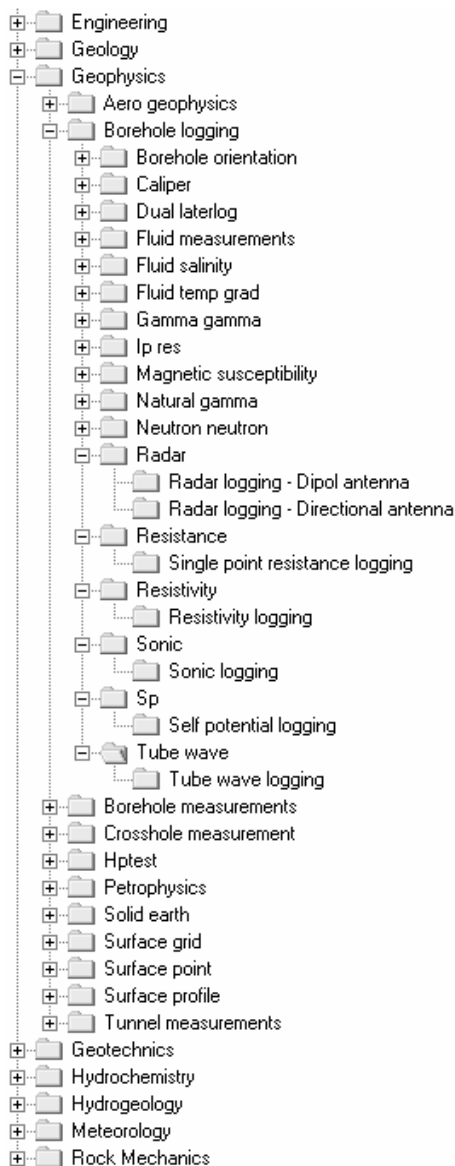 Engineering
Geology
Geophysics
Aero geophysics
Borehole logging
Borehole orientation
Caliper
Dual laterlog
Fluid measurements
Fluid salinity
Fluid temp grad
Gamma gamma
Ip res
Magnetic susceptibility
Natural gamma
Neutron neutron
Radar
Radar logging - Dipol antenna
Radar logging - Directional antenna
Resistance
Single point resistance logging
Resistivity
Resistivity logging
Sonic
Sonic logging
Sp
Self potential logging
Tube wave
Tube wave logging
Borehole measurements
Crosshole measurement
Hptest
Petrophysics
Solid earth
Surface grid
Surface point
Surface profile
Tunnel measurements
Geotechnics
Hydrochemistry
Hydrogeology
Meteorology
Rock Mechanics